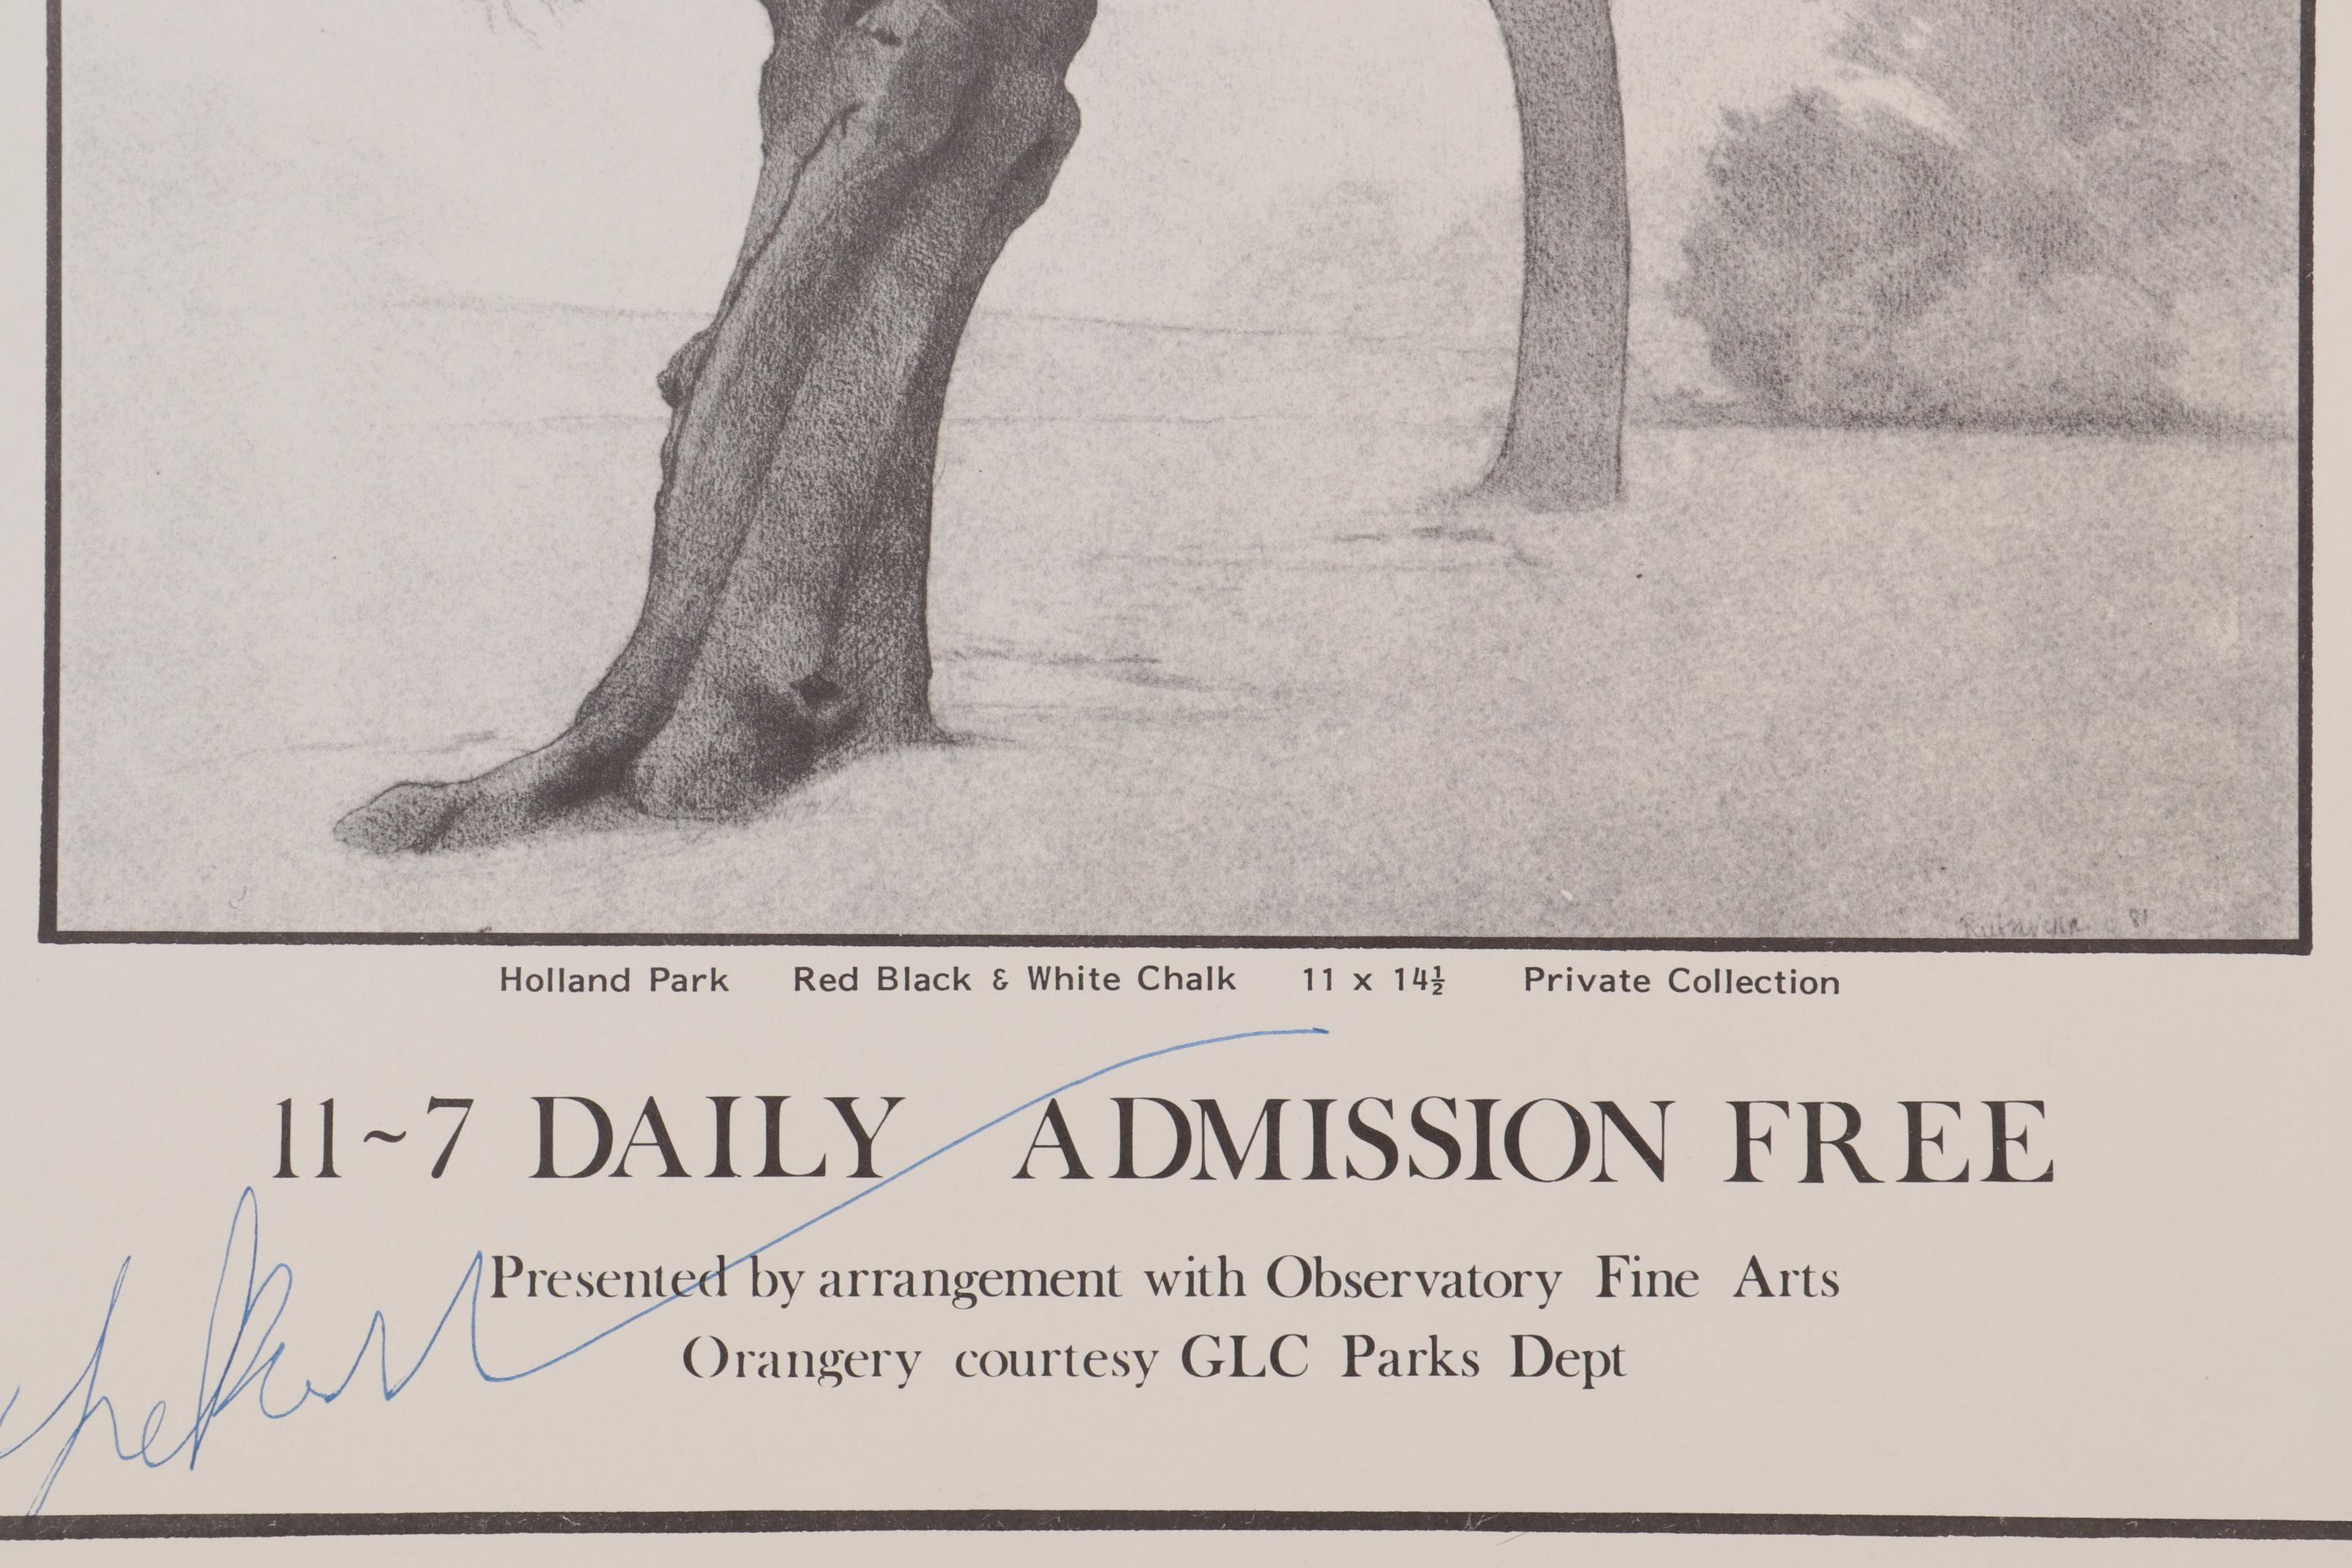 81
Holland Park Red Black & White Chalk 11 x 14½ Private Collection
11~7 DAILY ADMISSION FREE
Presented by arrangement with Observatory Fine Arts
Orangery courtesy GLC Parks Dept